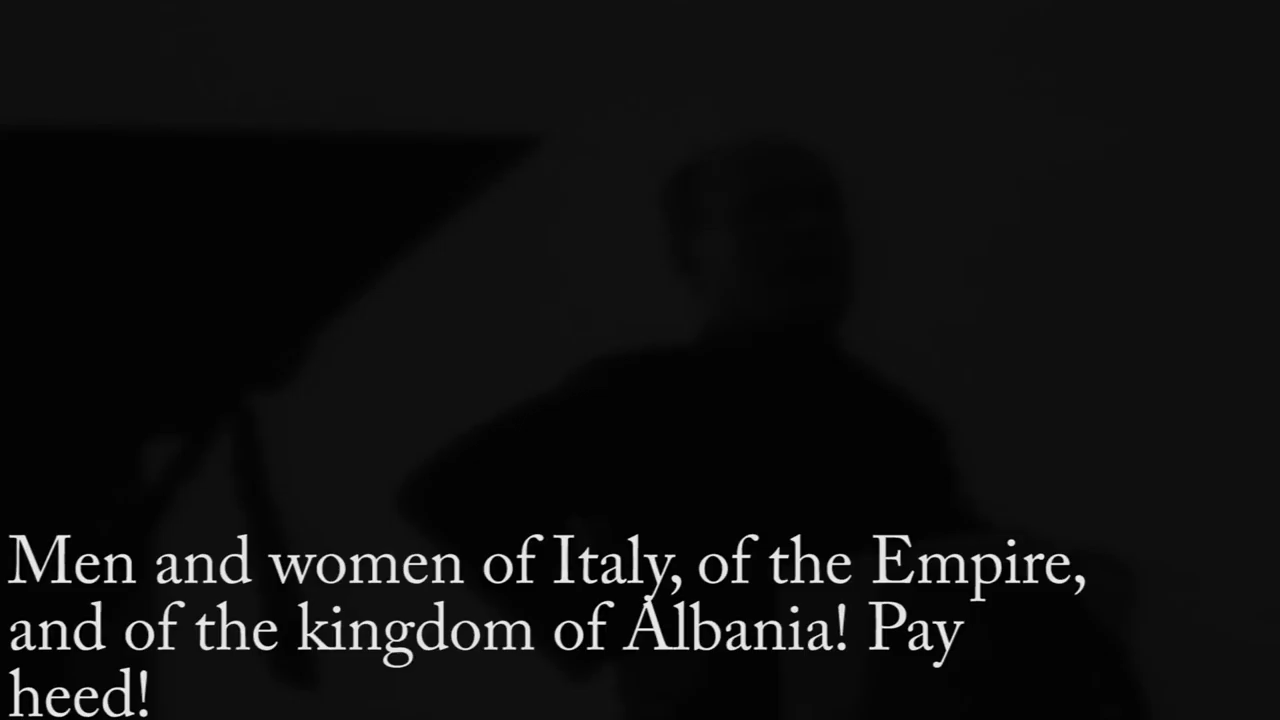 Men and women of Italy, of the Empire,
and of the kingdom of Albania! Pay
heed!